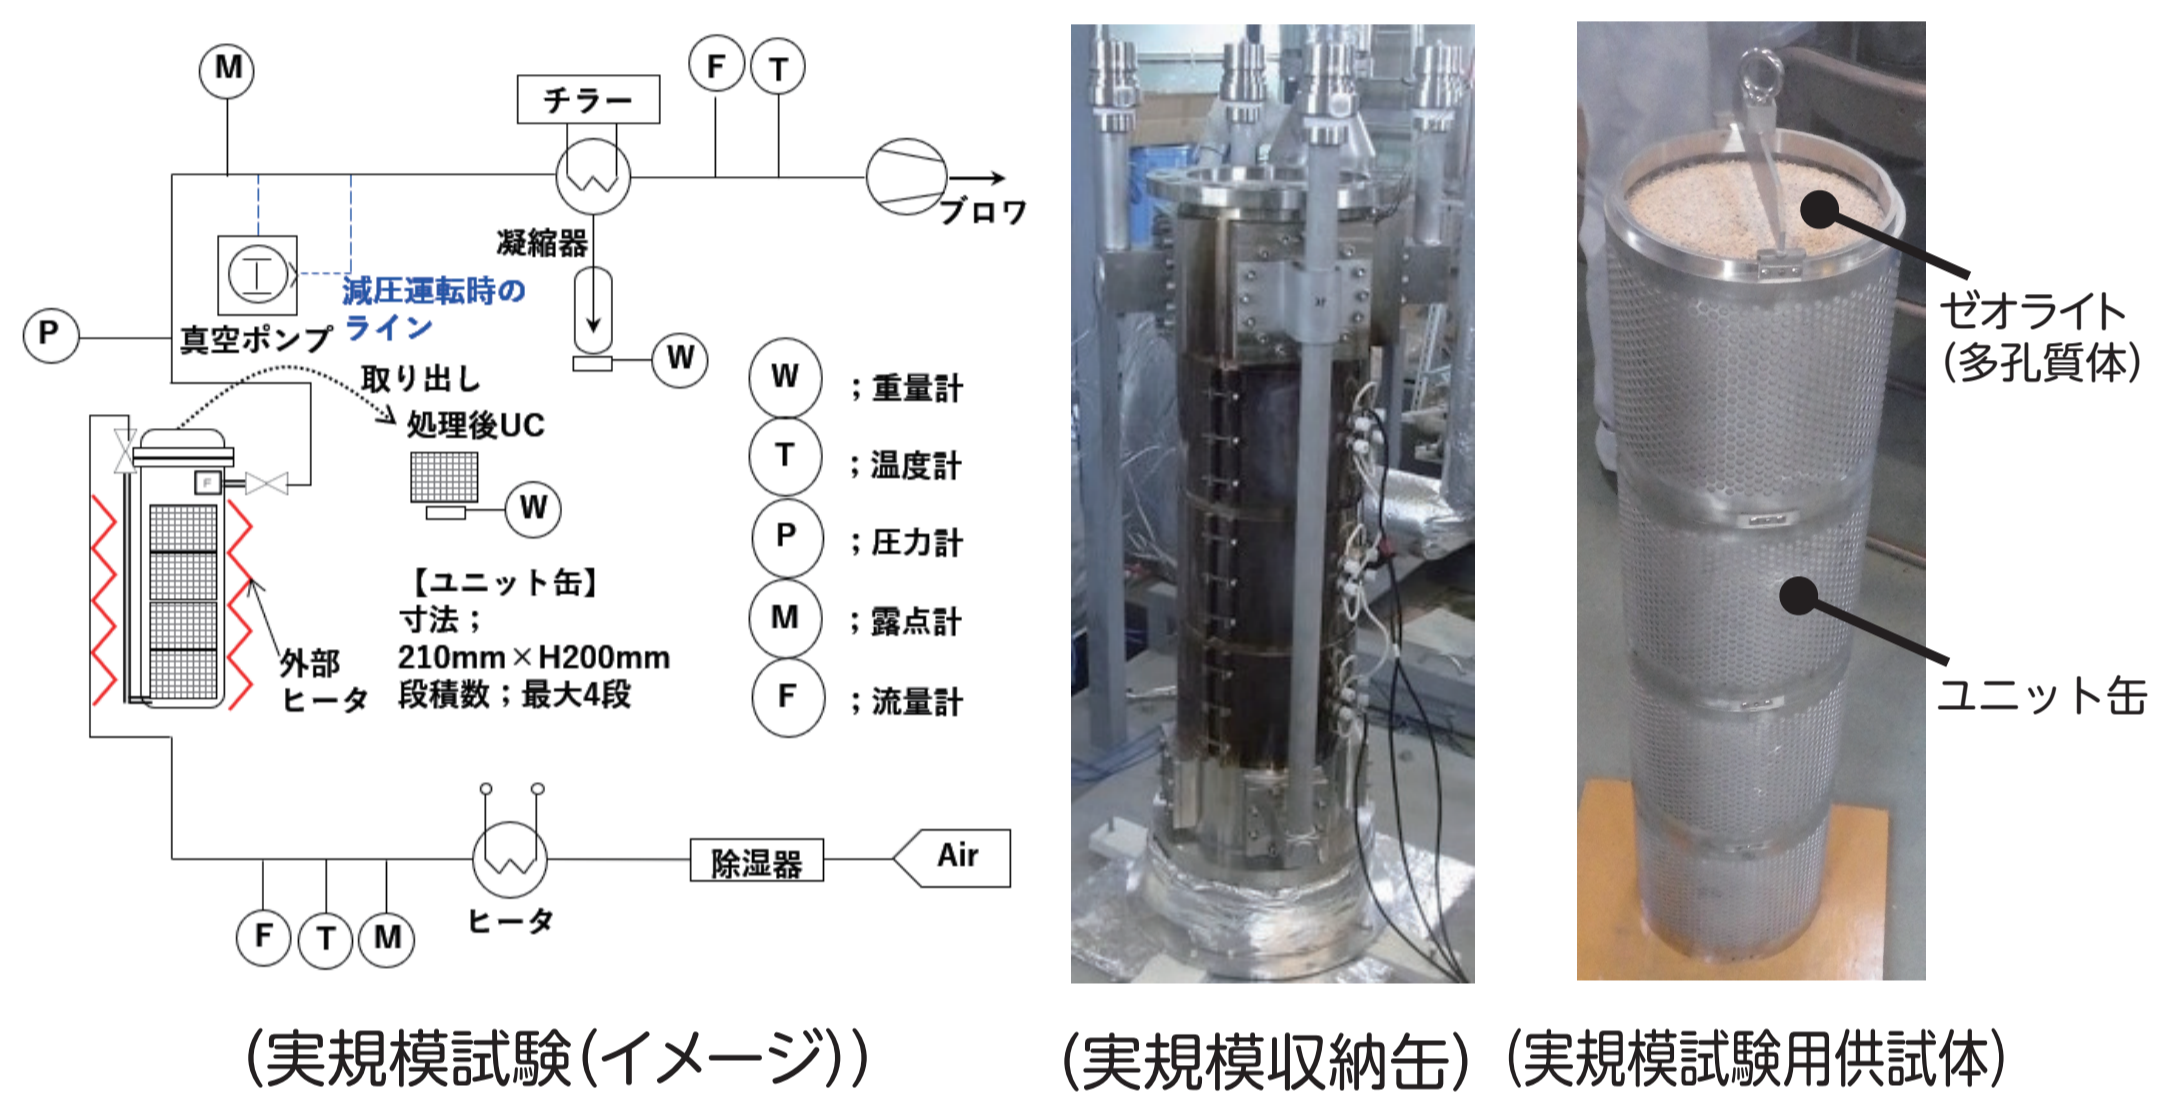 M
チラー
F
T
ブロワ
凝縮器
減圧運転時の
ライン
真空ポンプ
P
W
取り出し
処理後UC
W
F
【ユニット缶】
寸法；
210mm×H200mm
段積数；最大4段
外部
ヒータ
W ；重量計
T ；温度計
P ；圧力計
M ；露点計
F ；流量計
除湿器
Air
ヒータ
F
T
M
ゼオライト
（多孔質体）
ユニット缶
（実規模試験（イメージ））
（実規模収納缶）
（実規模試験用供試体）